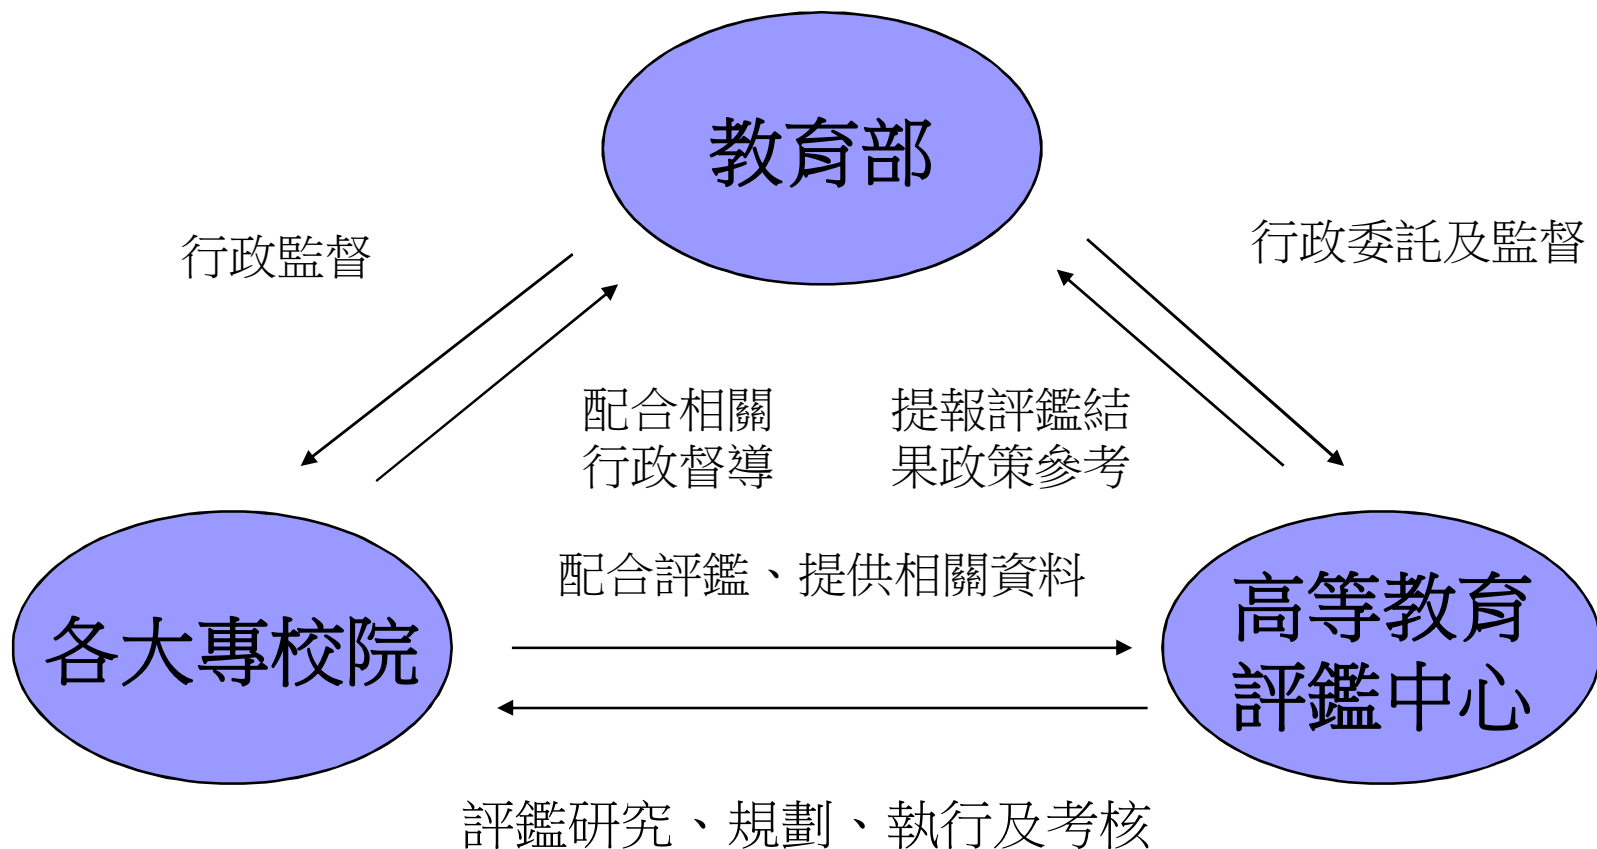 教育部
行政監督
行政委託及監督
配合相關
行政督導
提報評鑑結
果政策參考
配合評鑑、提供相關資料
各大專校院
高等教育
評鑑中心
評鑑研究、規劃、執行及考核